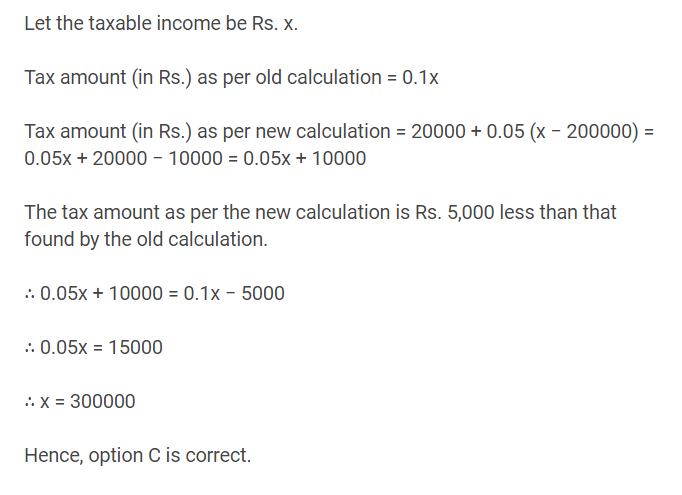 Let the taxable income be Rs. x.
Tax amount (in Rs.) as per old calculation = 0.1x
Tax amount (in Rs.) as per new calculation = 20000 + 0.05 (x − 200000) =
0.05x + 20000 − 10000 = 0.05x + 10000
The tax amount as per the new calculation is Rs. 5,000 less than that
found by the old calculation.
∴ 0.05x + 10000 = 0.1x − 5000
∴ 0.05x = 15000
∴ x = 300000
Hence, option C is correct.